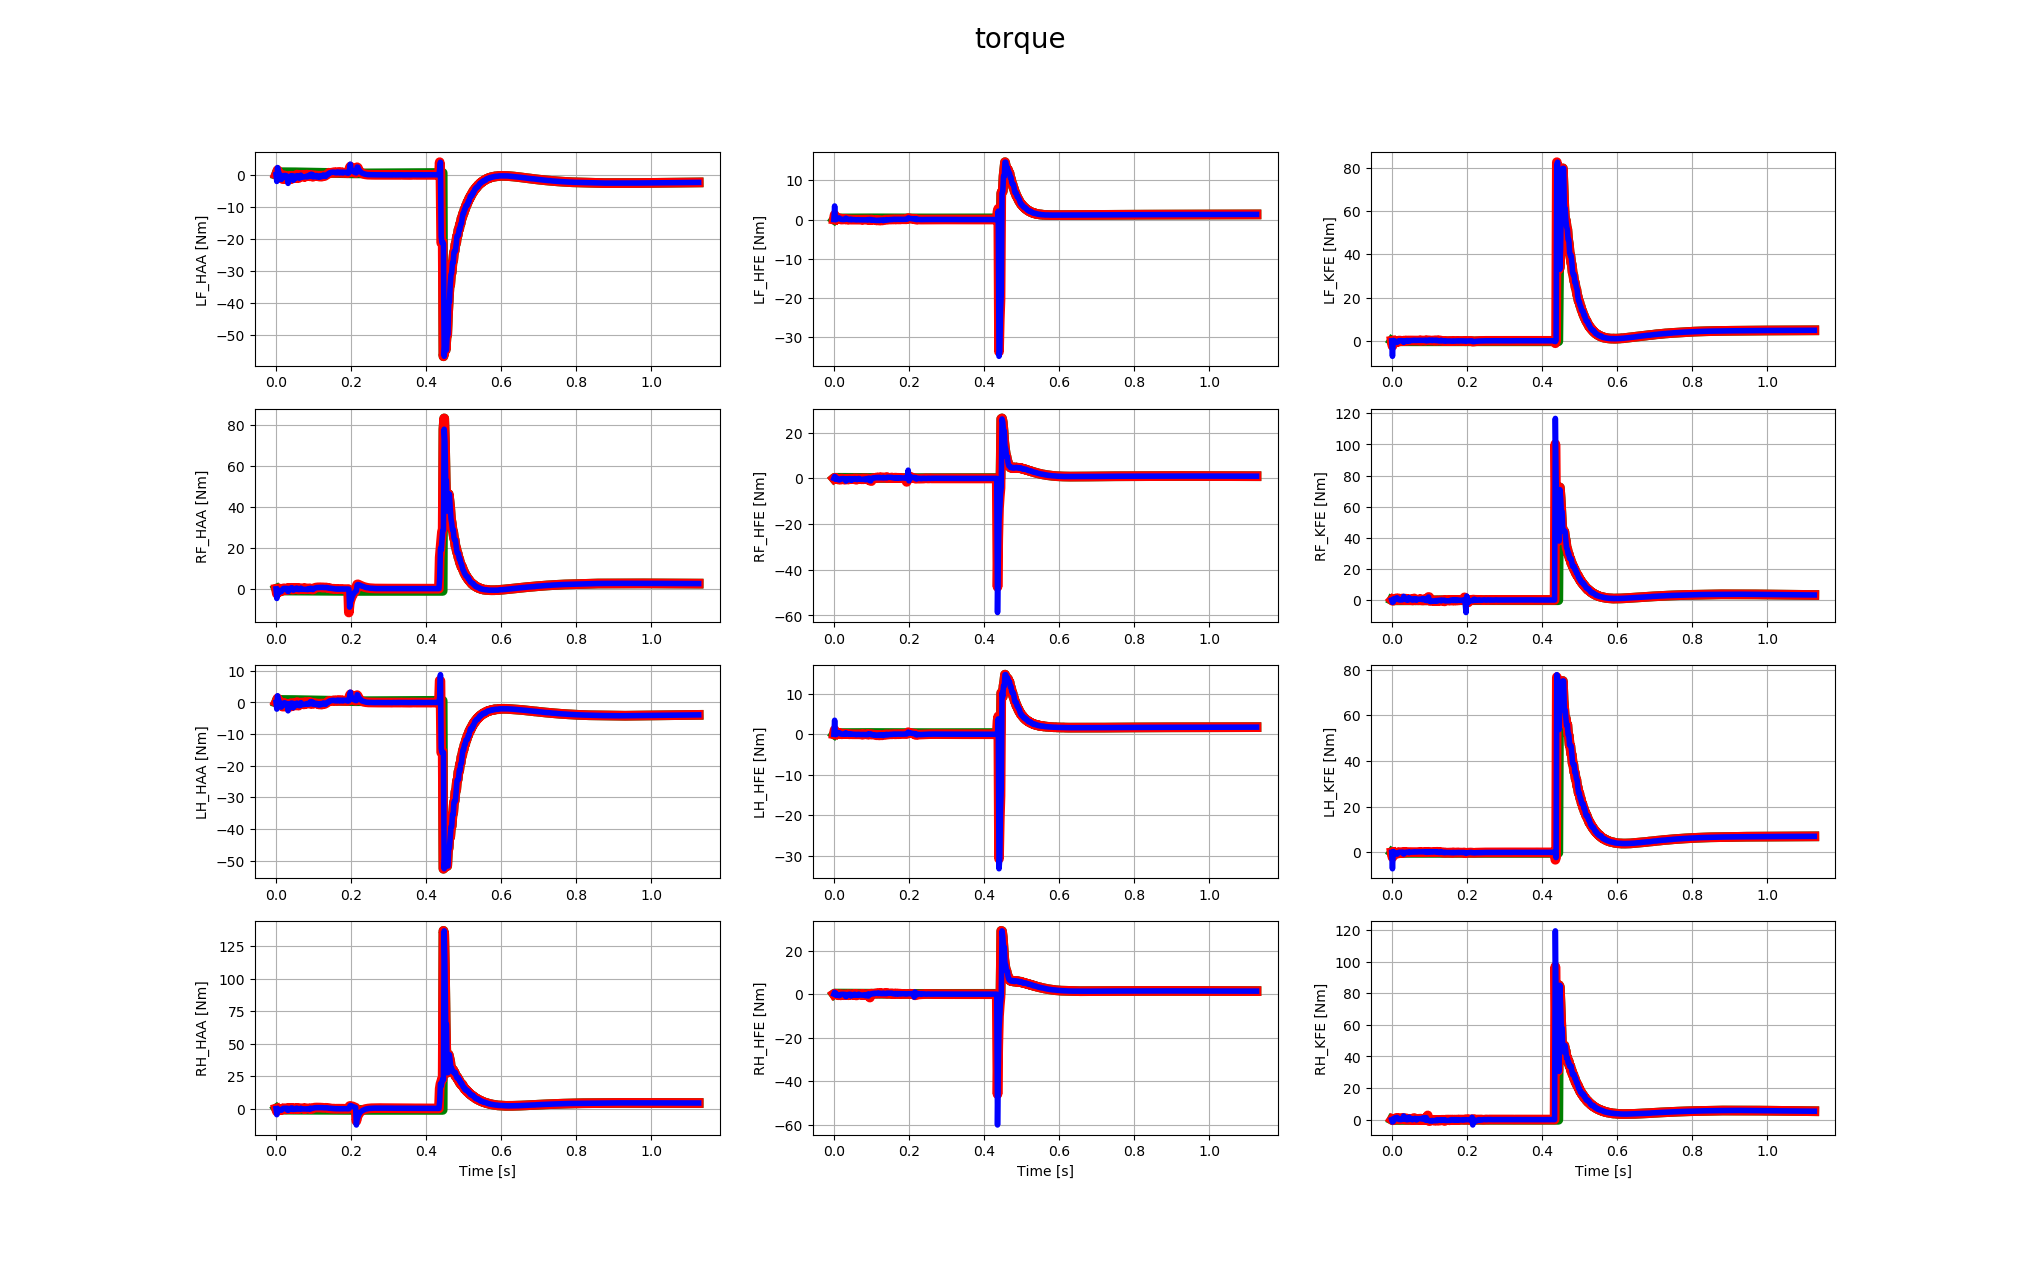 torque
LF_HAA [Nm]
0
−10
−20
−30
−40
−50
0.0 0.2 0.4 0.6 0.8 1.0
LF_HFE [Nm]
10
0
−10
−20
−30
0.0 0.2 0.4 0.6 0.8 1.0
LF_KFE [Nm]
80
60
40
20
0
0.0 0.2 0.4 0.6 0.8 1.0
RF_HAA [Nm]
80
60
40
20
0
0.0 0.2 0.4 0.6 0.8 1.0
RF_HFE [Nm]
20
0
−20
−40
−60
0.0 0.2 0.4 0.6 0.8 1.0
RF_KFE [Nm]
120
100
80
60
40
20
0
0.0 0.2 0.4 0.6 0.8 1.0
LH_HAA [Nm]
10
0
−10
−20
−30
−40
−50
0.0 0.2 0.4 0.6 0.8 1.0
LH_HFE [Nm]
10
0
−10
−20
−30
0.0 0.2 0.4 0.6 0.8 1.0
LH_KFE [Nm]
80
60
40
20
0
0.0 0.2 0.4 0.6 0.8 1.0
RH_HAA [Nm]
125
100
75
50
25
0
0.0 0.2 0.4 0.6 0.8 1.0
Time [s]
RH_HFE [Nm]
20
0
−20
−40
−60
0.0 0.2 0.4 0.6 0.8 1.0
Time [s]
RH_KFE [Nm]
120
100
80
60
40
20
0
0.0 0.2 0.4 0.6 0.8 1.0
Time [s]